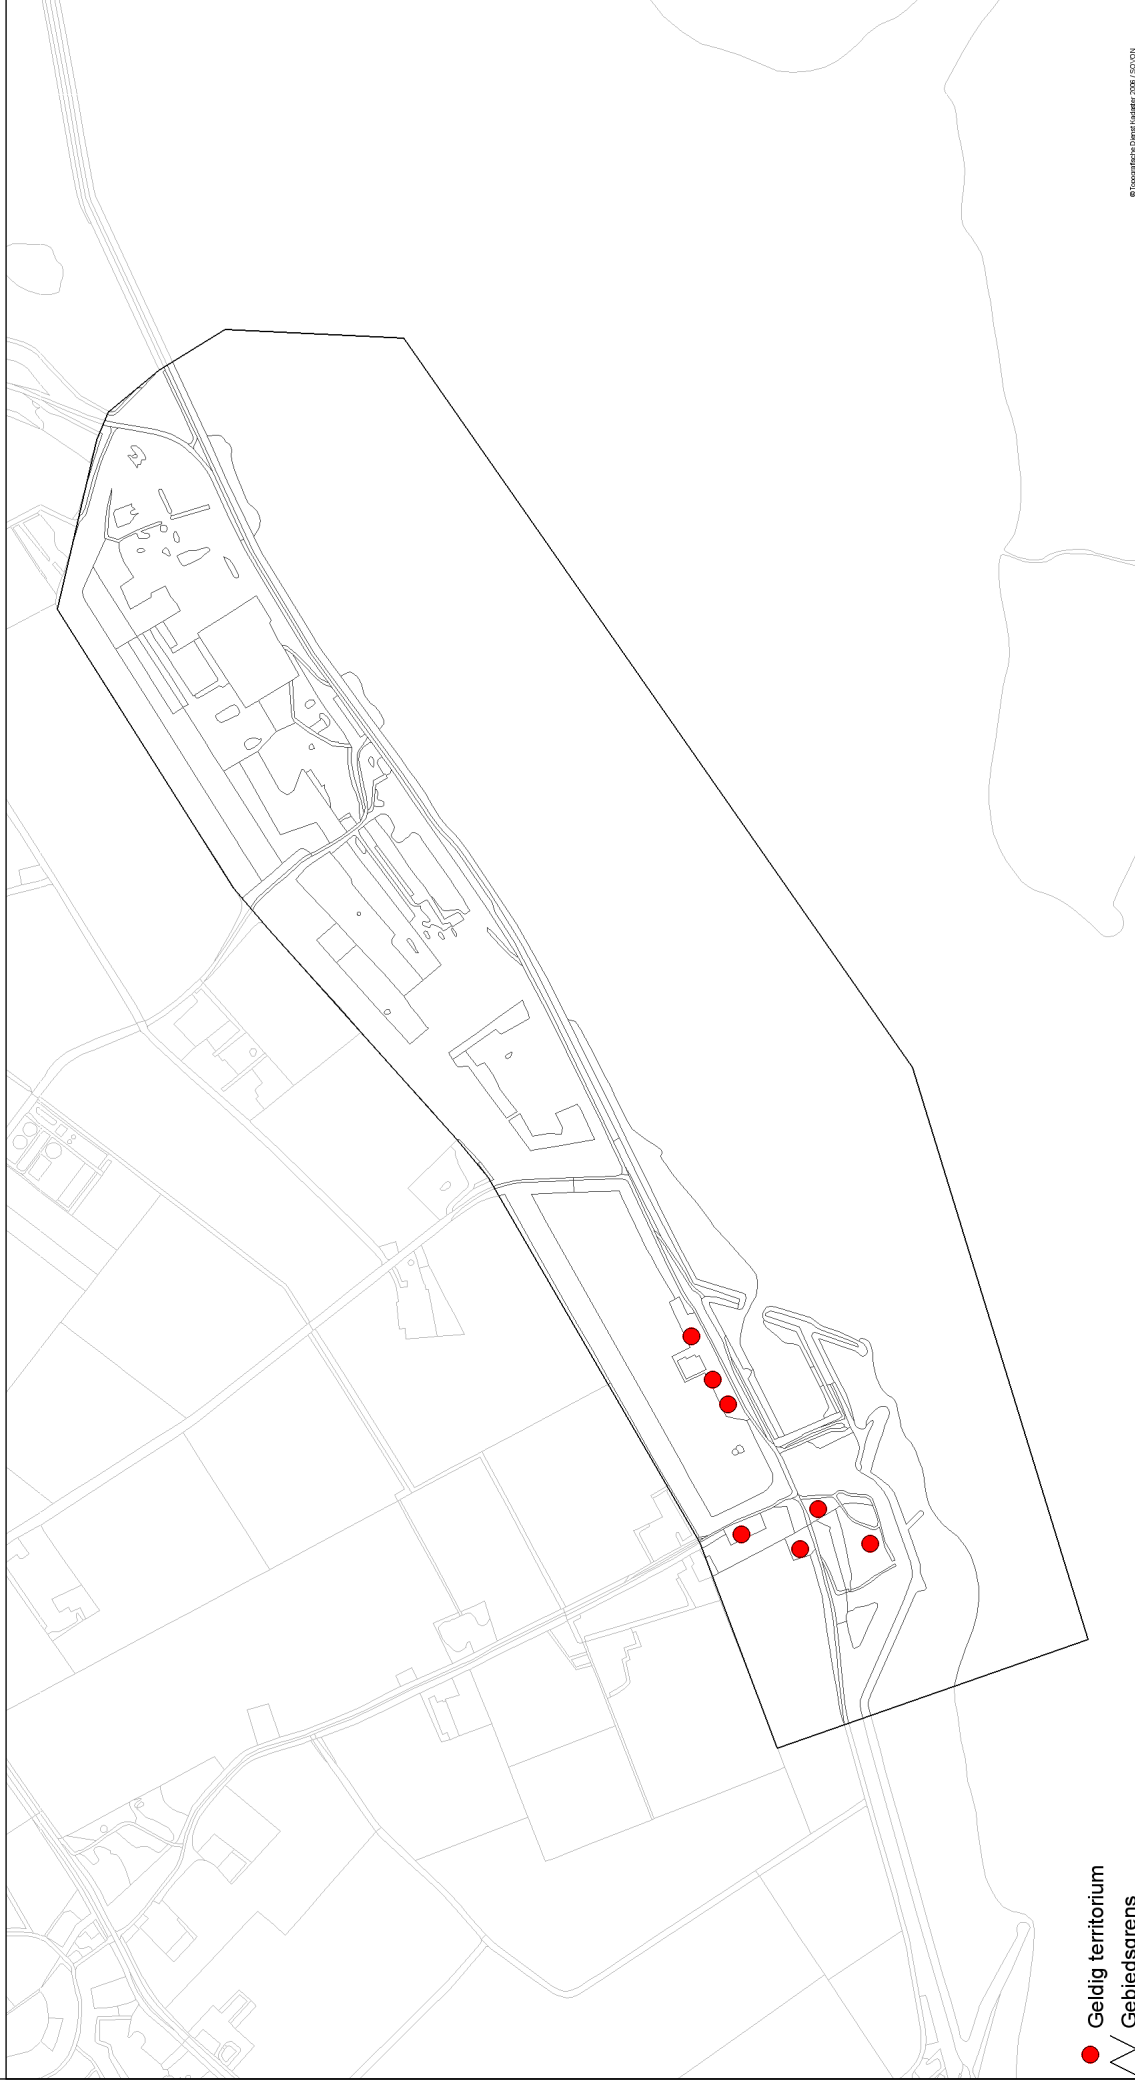 Geldig territorium
Gebiedsgrens
© Topografische Dienst Kadaster 2006 / SOVON